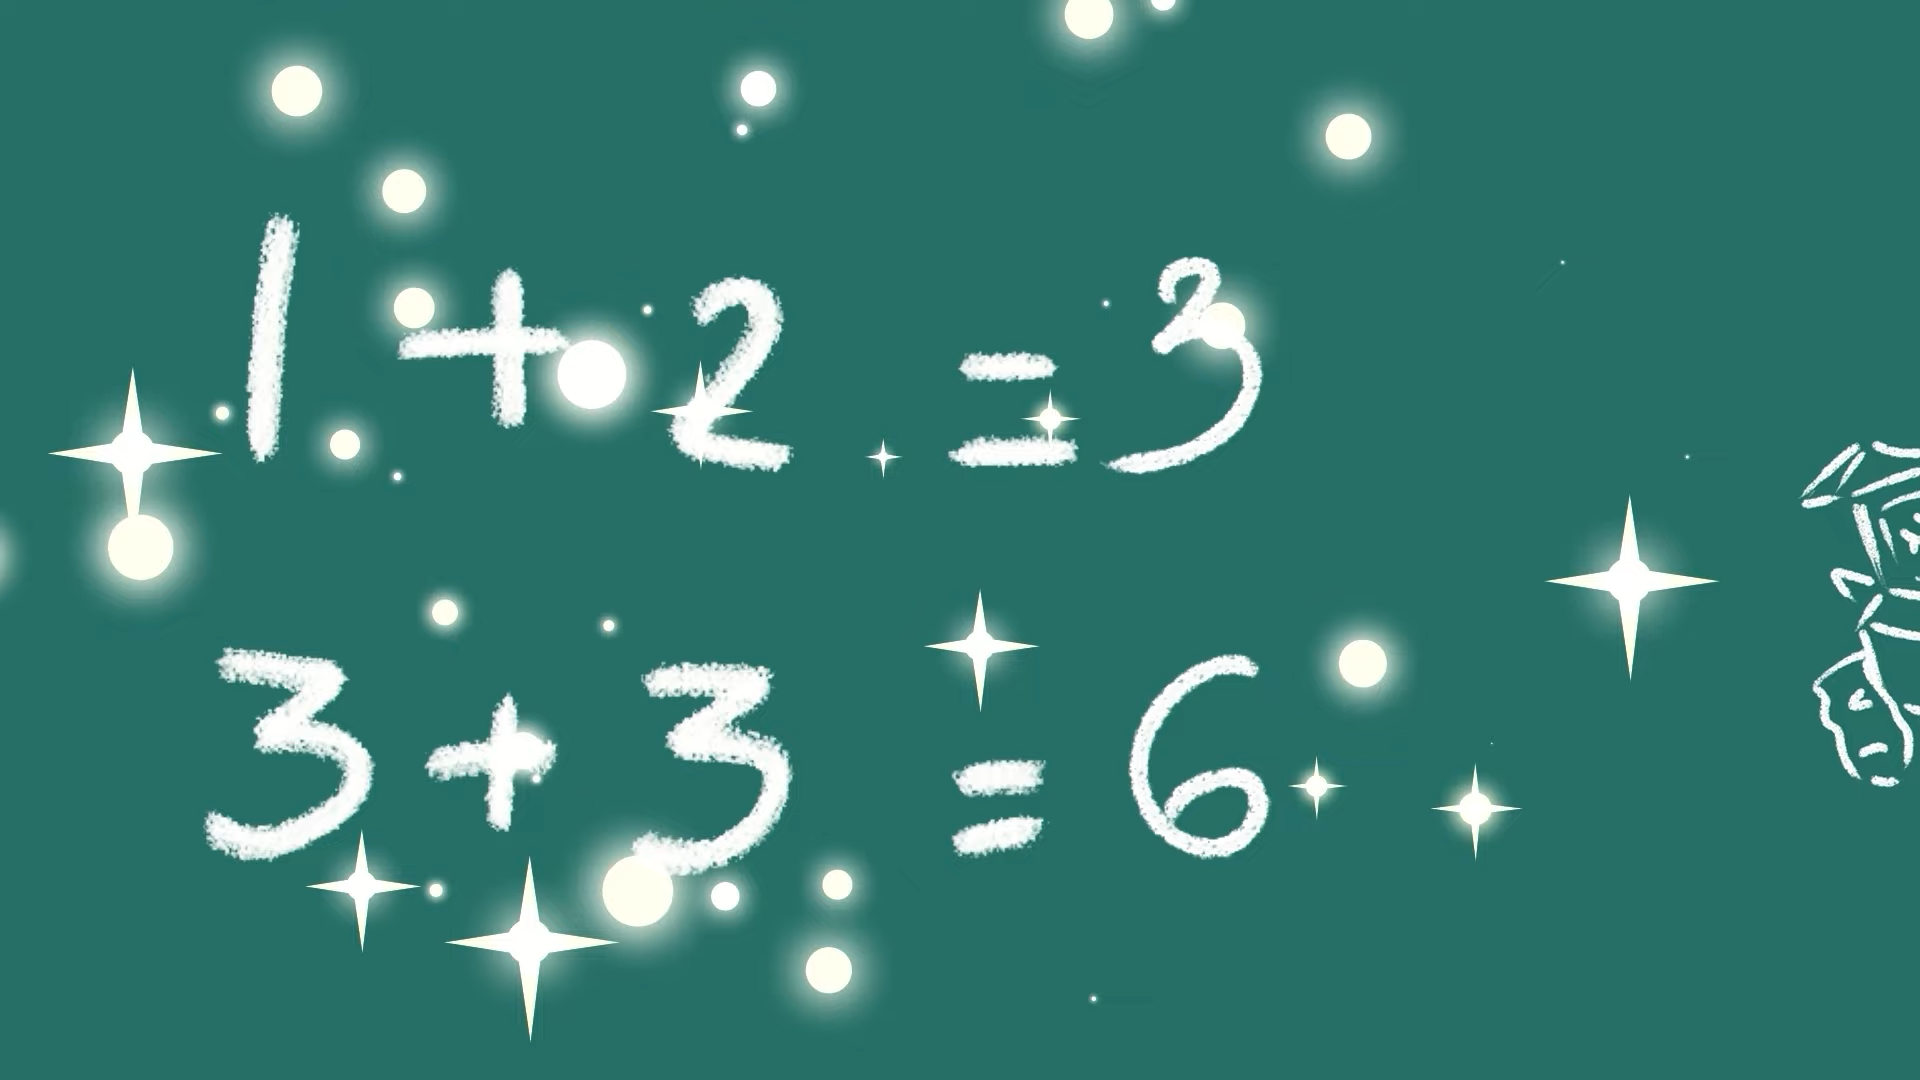 1 + 2 = 3
3 + 3 = 6